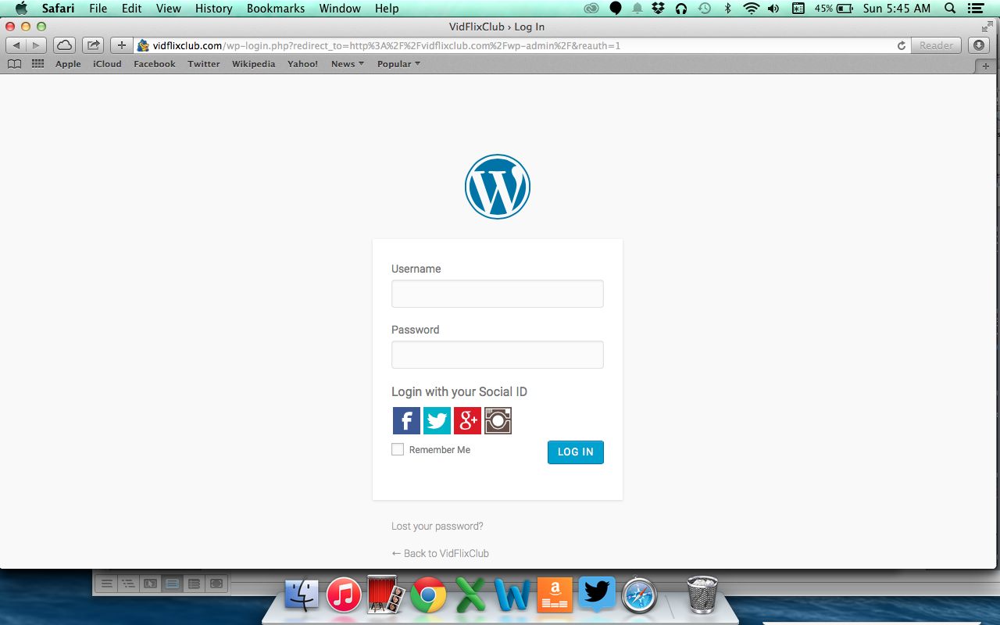 Safari File Edit View History Bookmarks Window Help 45% Sun 5:45 AM
VidFlixClub › Log In
vidflixclub.com/wp-login.php?redirect_to=http%3A%2F%2Fvidflixclub.com%2Fwp-admin%2F&reauth=1 Reader
Apple iCloud Facebook Twitter Wikipedia Yahoo! News Popular
Username
Password
Login with your Social ID
Remember Me LOG IN
Lost your password?
← Back to VidFlixClub